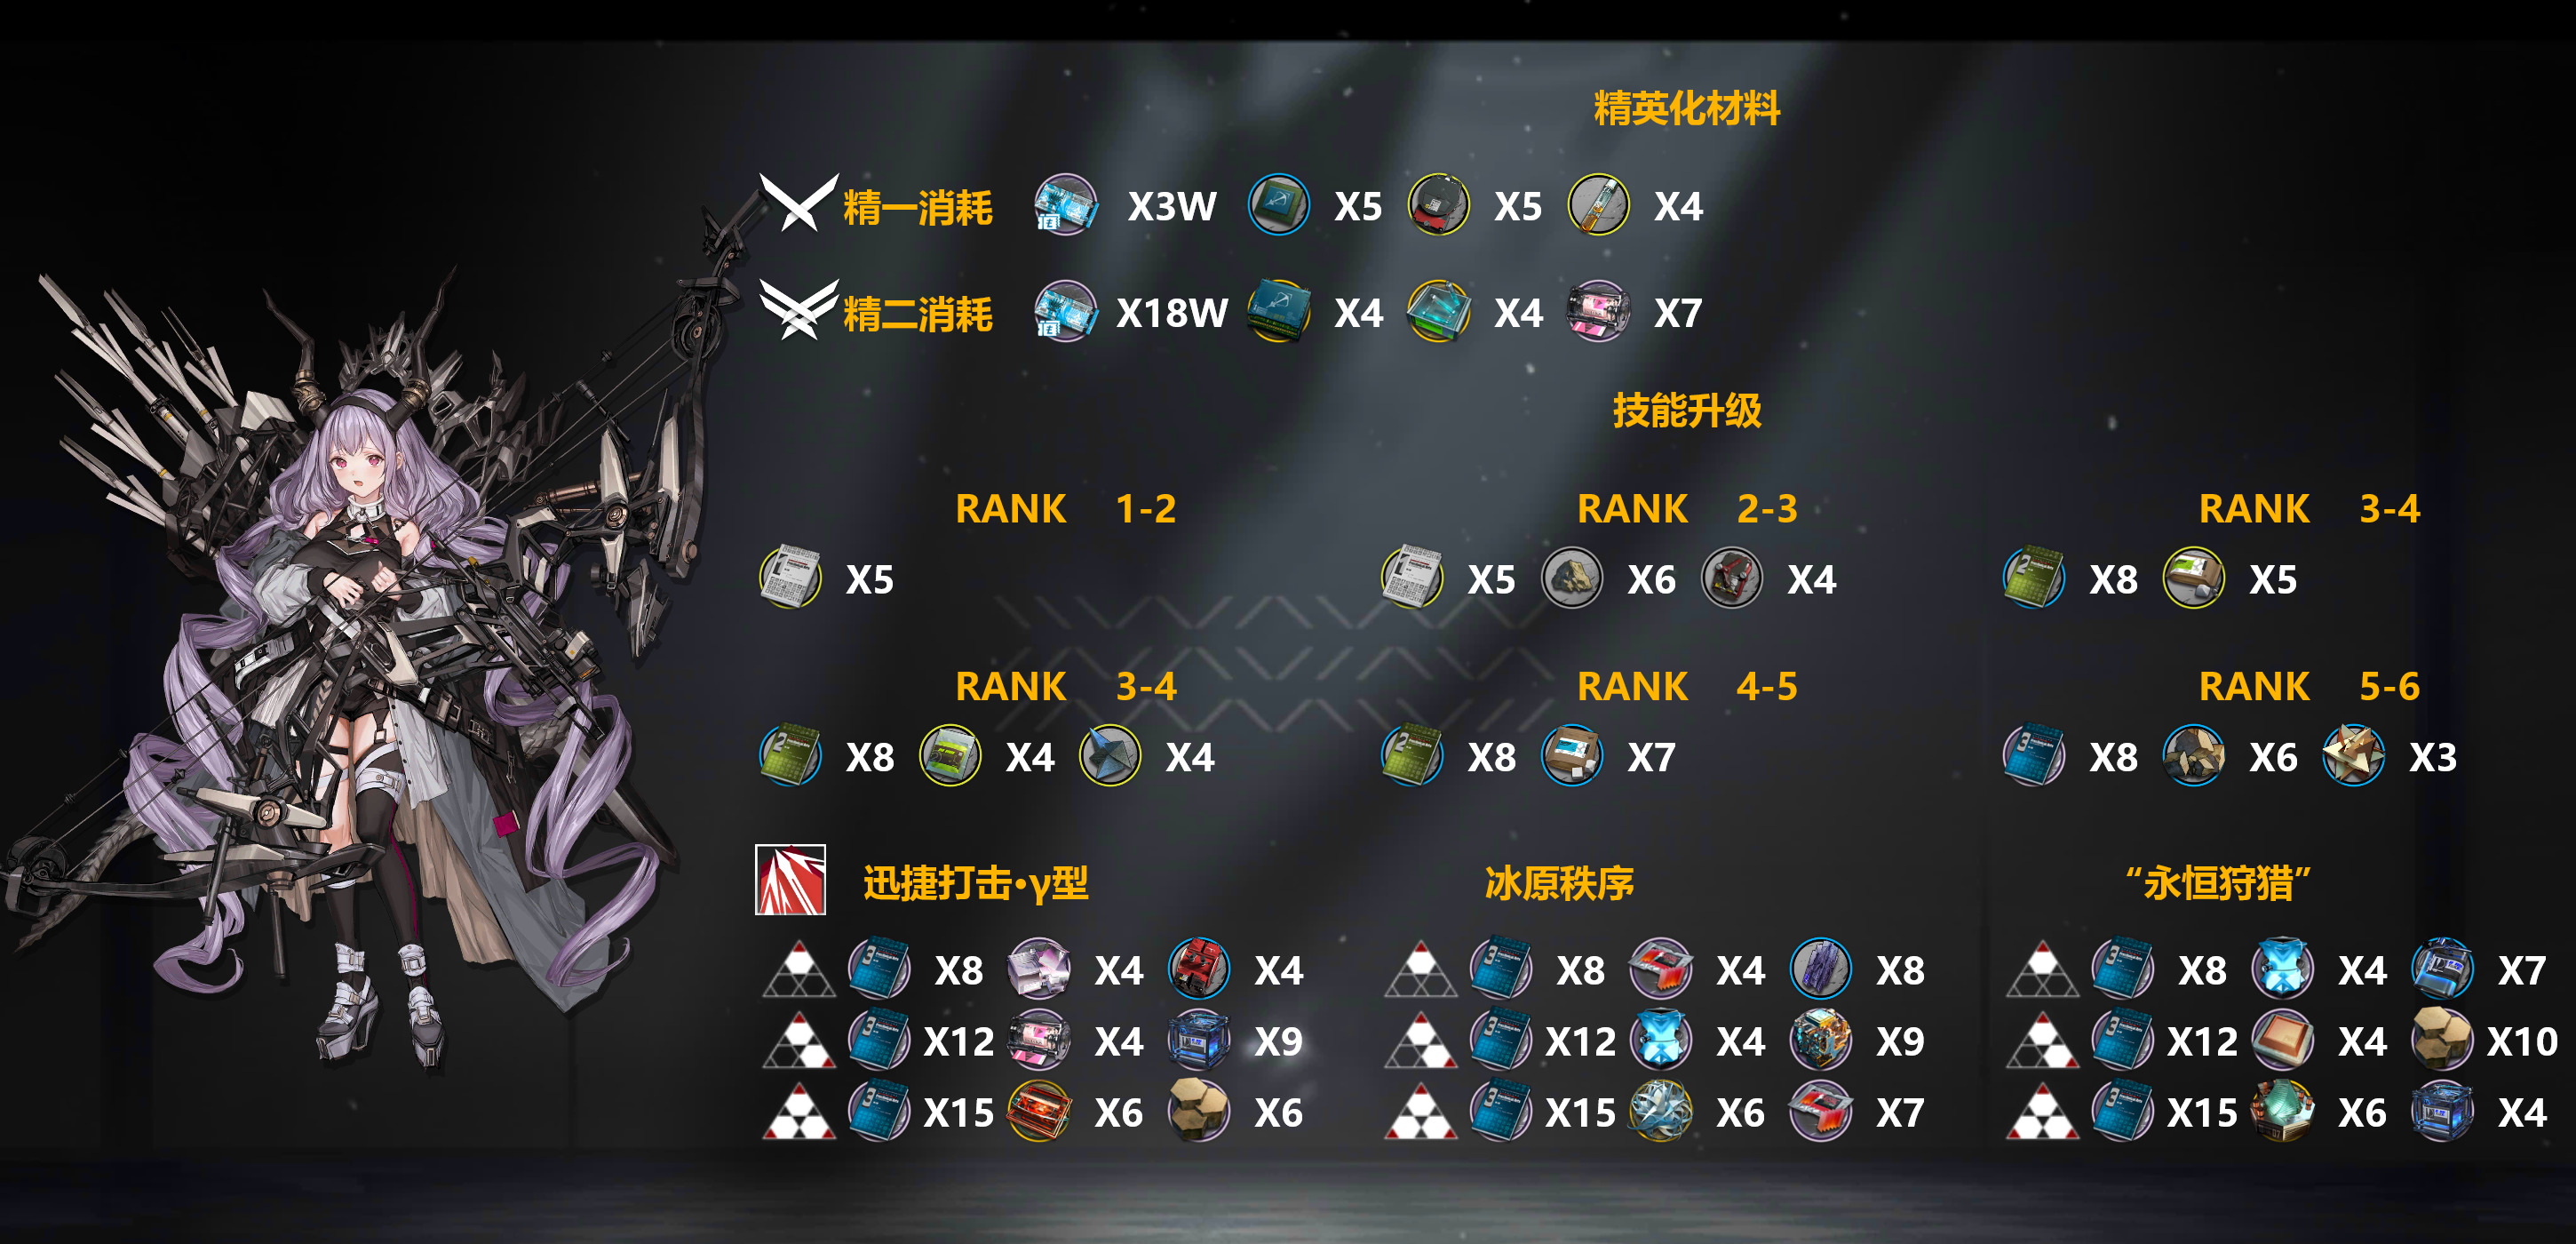 精英化材料
精一消耗 X3W X5 X5 X4
精二消耗 X18W X4 X4 X7
技能升级
RANK 1-2 RANK 2-3 RANK 3-4
X5 X5 X6 X4 X8 X5
RANK 3-4 RANK 4-5 RANK 5-6
X8 X4 X4 X8 X7 X8 X6 X3
迅捷打击·γ型 冰原秩序 “永恒狩猎”
X8 X4 X4 X8 X4 X8 X8 X4 X7
X12 X4 X9 X12 X4 X9 X12 X4 X10
X15 X6 X6 X15 X6 X7 X15 X6 X4